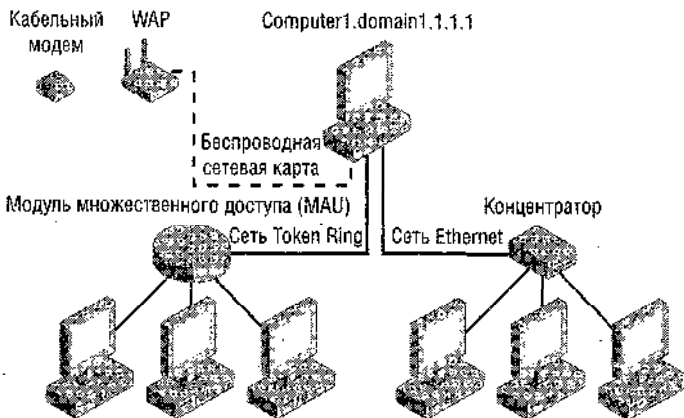 Кабельный
модем
WAP
Computer1.domain1.1.1.1
Беспроводная
сетевая карта
Модуль множественного доступа (MAU)
Концентратор
Сеть Token Ring
Сеть Ethernet